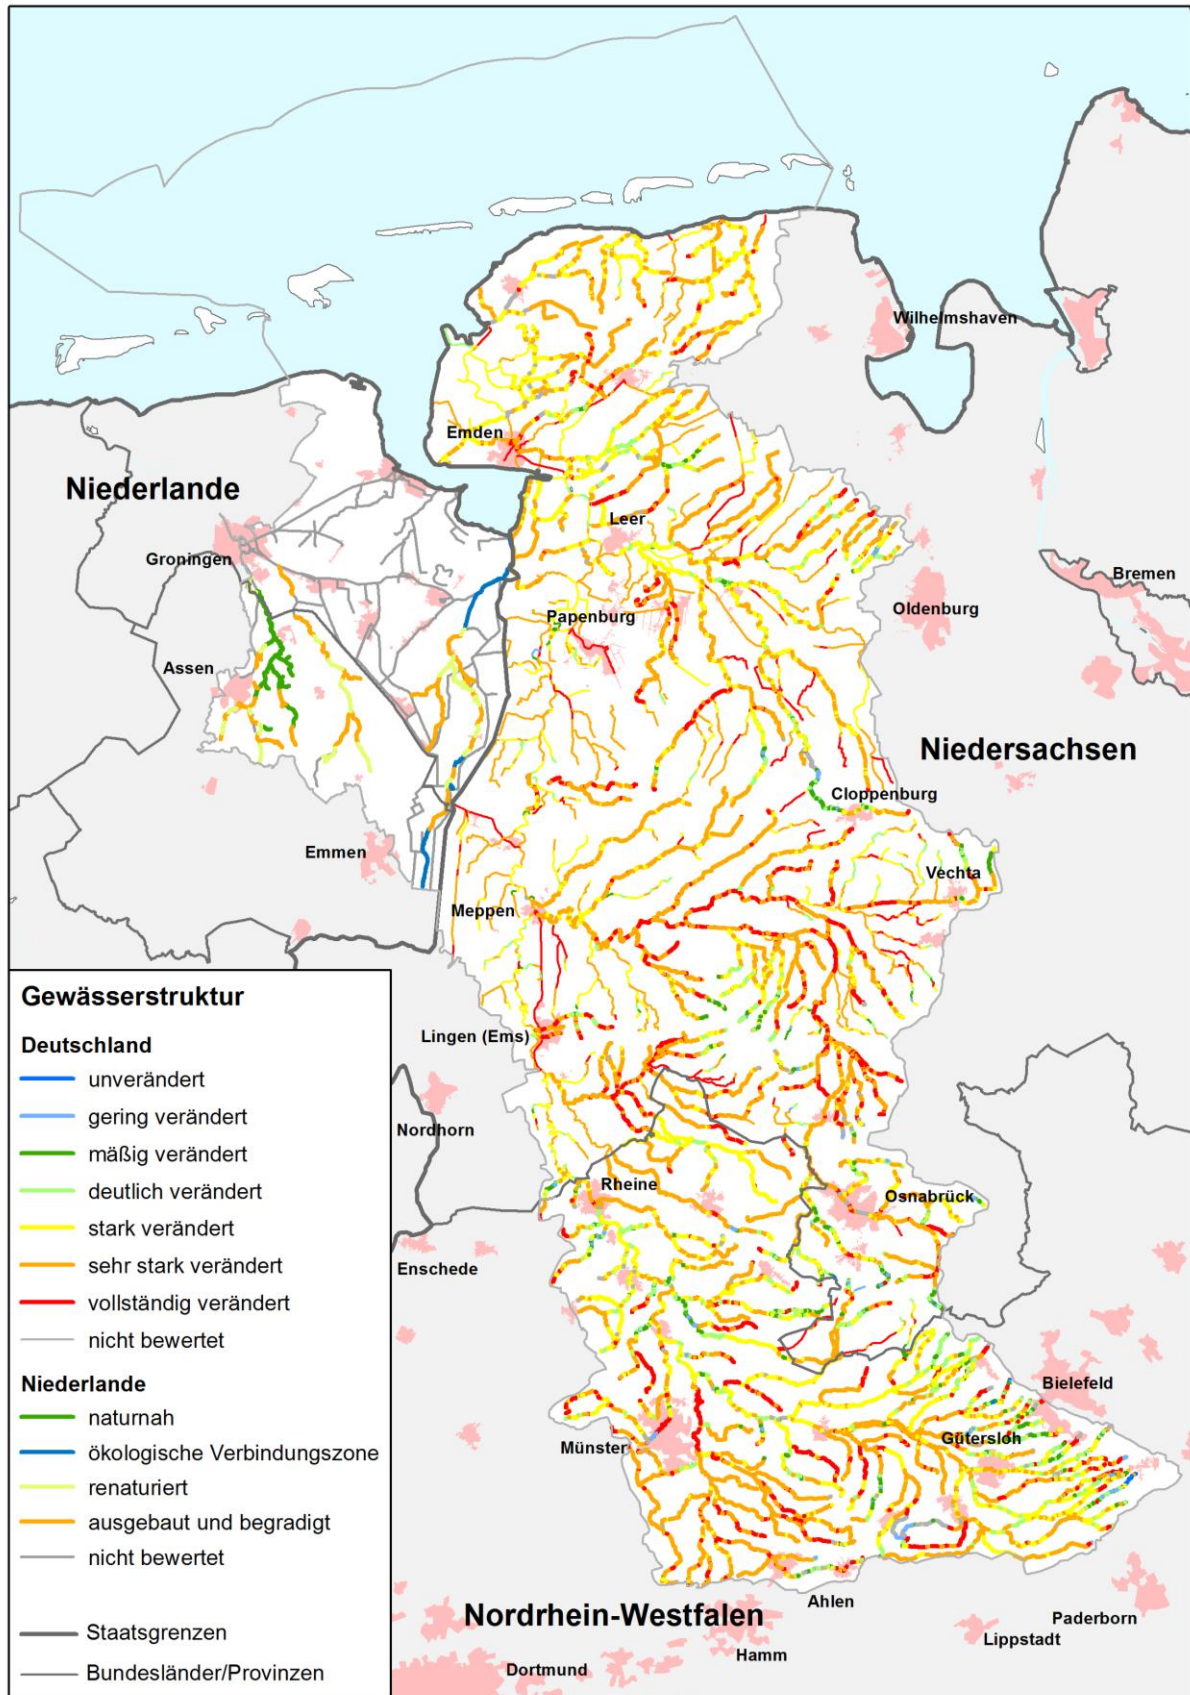 Wilhelmshaven
Emden
Niederlande
Leer
Groningen
Bremen
Oldenburg
Papenburg
Assen
Niedersachsen
Cloppenburg
Emmen
Vechta
Meppen
Lingen (Ems)
Nordhorn
Rheine
Osnabrück
Enschede
Bielefeld
Gütersloh
Münster
Ahlen
Nordrhein-Westfalen
Paderborn
Lippstadt
Hamm
Dortmund
Gewässerstruktur
Deutschland
unverändert
gering verändert
mäßig verändert
deutlich verändert
stark verändert
sehr stark verändert
vollständig verändert
nicht bewertet
Niederlande
naturnah
ökologische Verbindungszone
renaturiert
ausgebaut und begradigt
nicht bewertet
Staatsgrenzen
Bundesländer/Provinzen